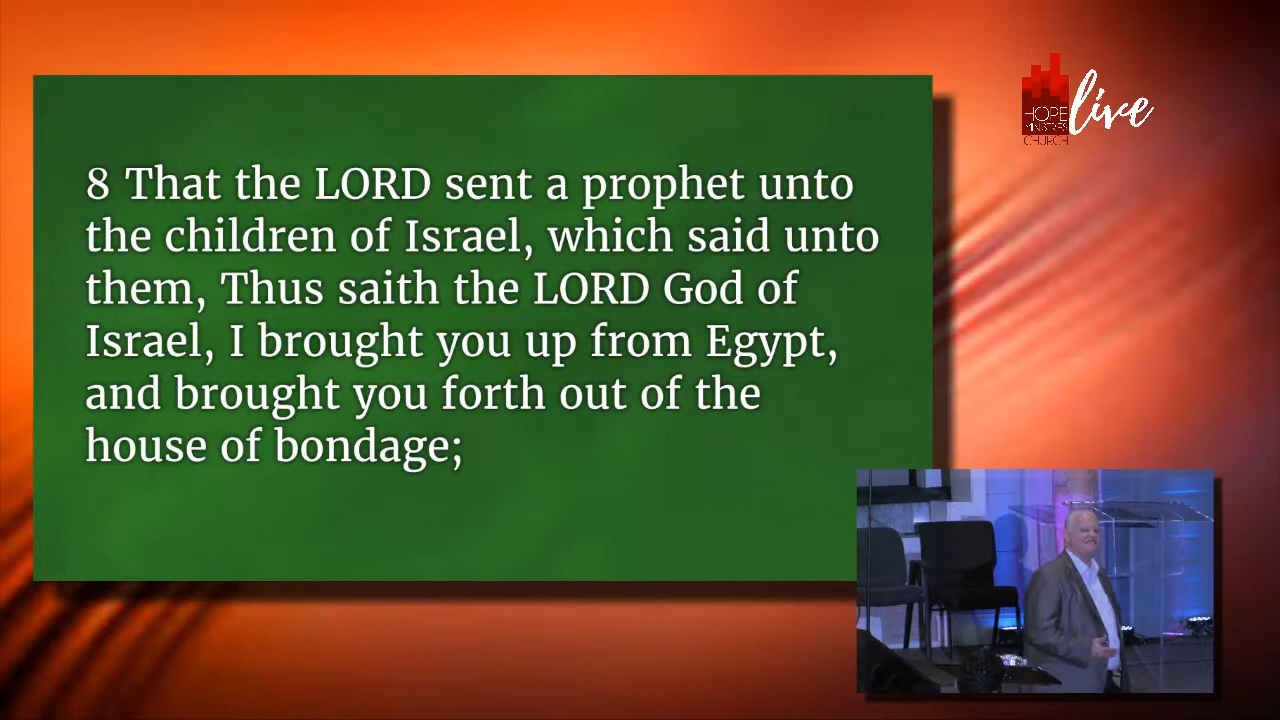 8 That the LORD sent a prophet unto
the children of Israel, which said unto
them, Thus saith the LORD God of
Israel, I brought you up from Egypt,
and brought you forth out of the
house of bondage;
HOPE
MINISTRIES
CHURCH
live